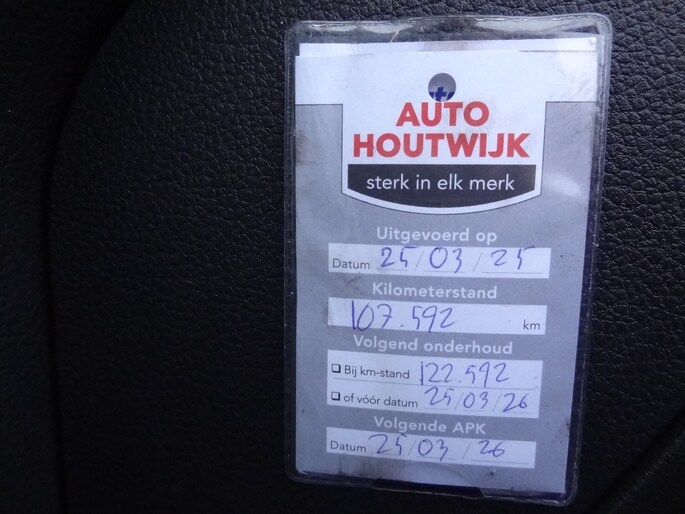 AUTO
HOUTWIJK
sterk in elk merk
Uitgevoerd op
Datum 25/03/25
Kilometerstand
107.592 km
Volgend onderhoud
Bij km-stand 122.592
of vóór datum 25/03/26
Volgende APK
Datum 25/03/26